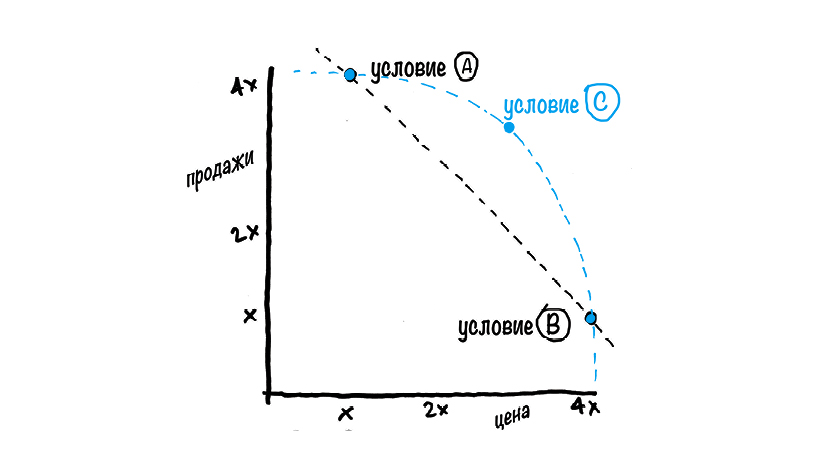 условие A
4x
условие C
продажи
2x
условие B
x
x 2x 4x
цена